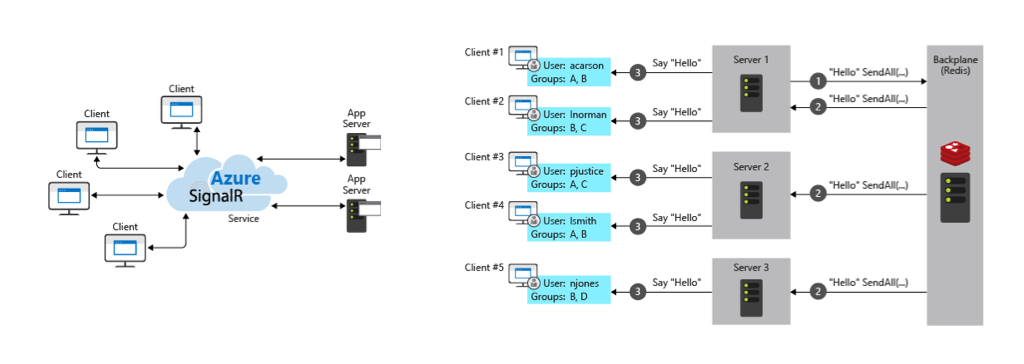 Client
Client
Client
Client
Azure
SignalR
Service
App
Server
App
Server
Client #1
User: acarson
Groups: A, B
3
Say "Hello"
Server 1
1
"Hello" SendAll(...)
2
"Hello" SendAll(...)
Backplane
(Redis)
Client #2
User: lnorman
Groups: B, C
3
Say "Hello"
Client #3
User: pjustice
Groups: A, C
3
Say "Hello"
Server 2
2
"Hello" SendAll(...)
Client #4
User: lsmith
Groups: A, B
3
Say "Hello"
Client #5
User: njones
Groups: B, D
3
Say "Hello"
Server 3
2
"Hello" SendAll(...)